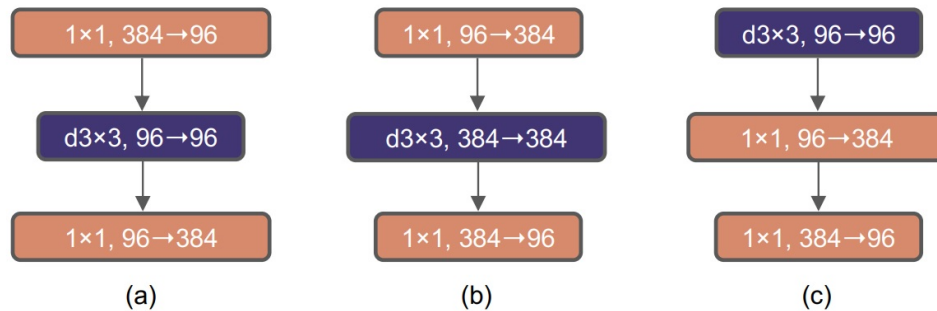 1×1, 384→96
d3×3, 96→96
1×1, 96→384
(a)
1×1, 96→384
d3×3, 384→384
1×1, 384→96
(b)
d3×3, 96→96
1×1, 96→384
1×1, 384→96
(c)